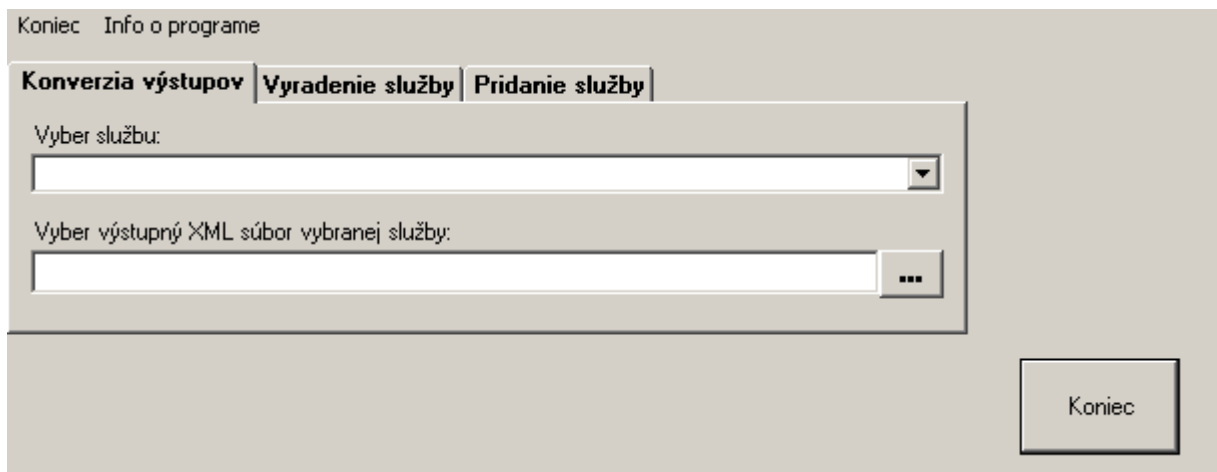 Koniec Info o programe
Konverzia výstupov Vyradenie služby Pridanie služby
Vyber službu:
Vyber výstupný XML súbor vybranej služby:
...
Koniec